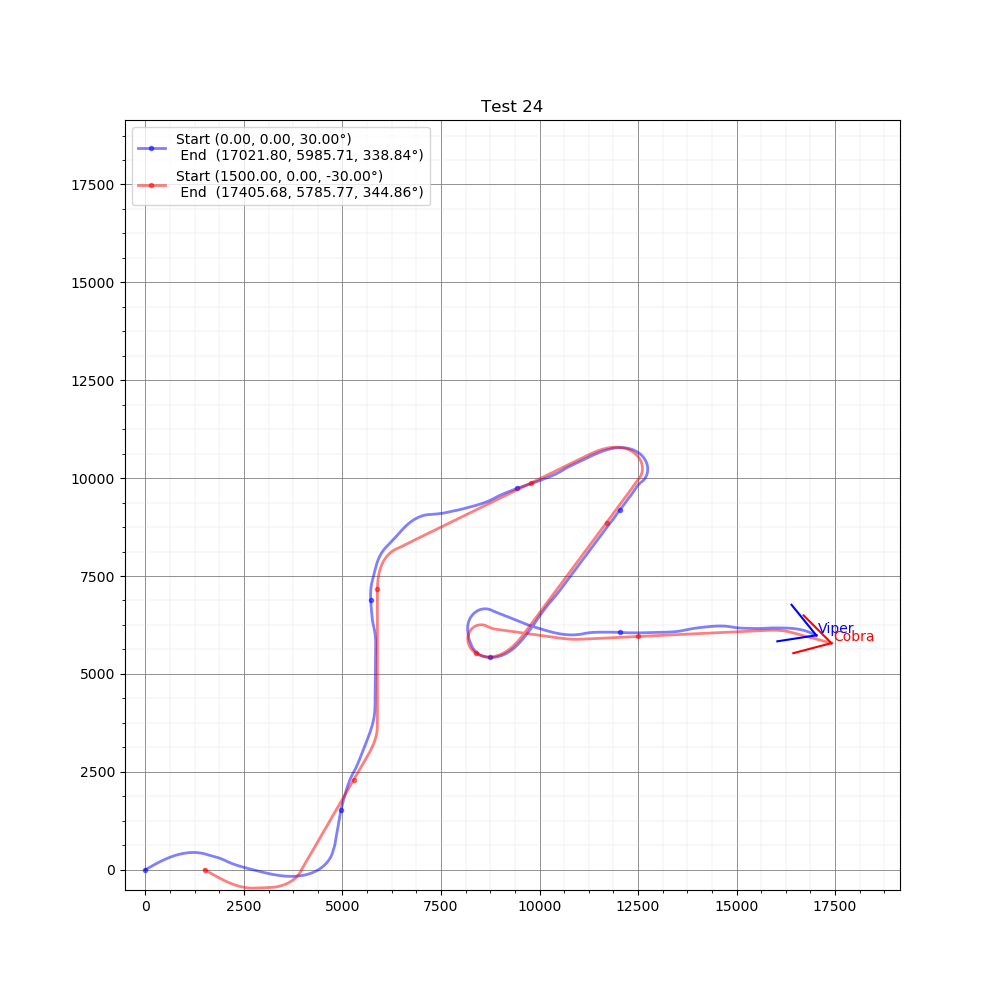 Test 24
Start (0.00, 0.00, 30.00°)
End (17021.80, 5985.71, 338.84°)
Start (1500.00, 0.00, -30.00°)
End (17405.68, 5785.77, 344.86°)
17500
15000
12500
10000
7500
5000
2500
0
Viper
Cobra
0 2500 5000 7500 10000 12500 15000 17500